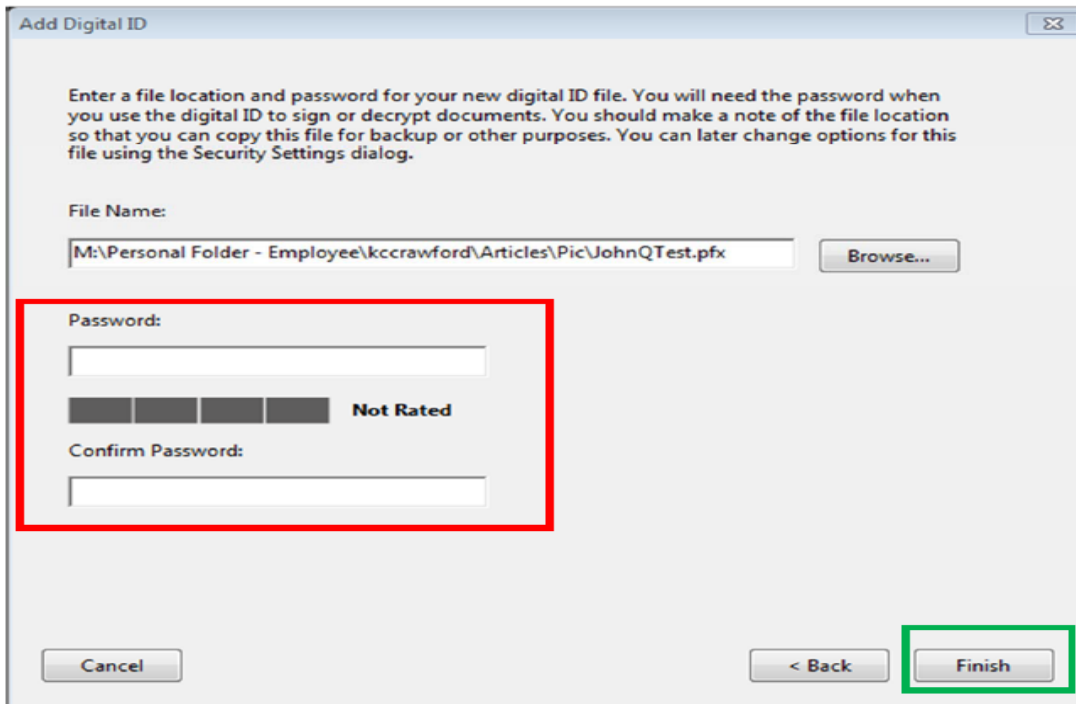 Add Digital ID
Enter a file location and password for your new digital ID file. You will need the password when
you use the digital ID to sign or decrypt documents. You should make a note of the file location
so that you can copy this file for backup or other purposes. You can later change options for this
file using the Security Settings dialog.
File Name:
M:\Personal Folder - Employee\kccrawford\Articles\Pic\JohnQTest.pfx
Browse...
Password:
Not Rated
Confirm Password:
Cancel
< Back
Finish